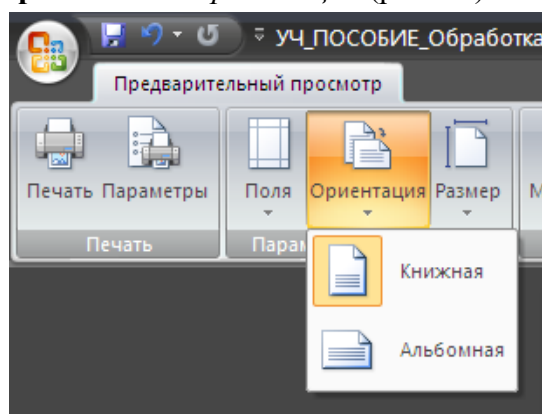 УЧ_ПОСОБИЕ_Обработка
Предварительный просмотр
Печать Параметры Поля Ориентация Размер
Печать
Книжная
Альбомная